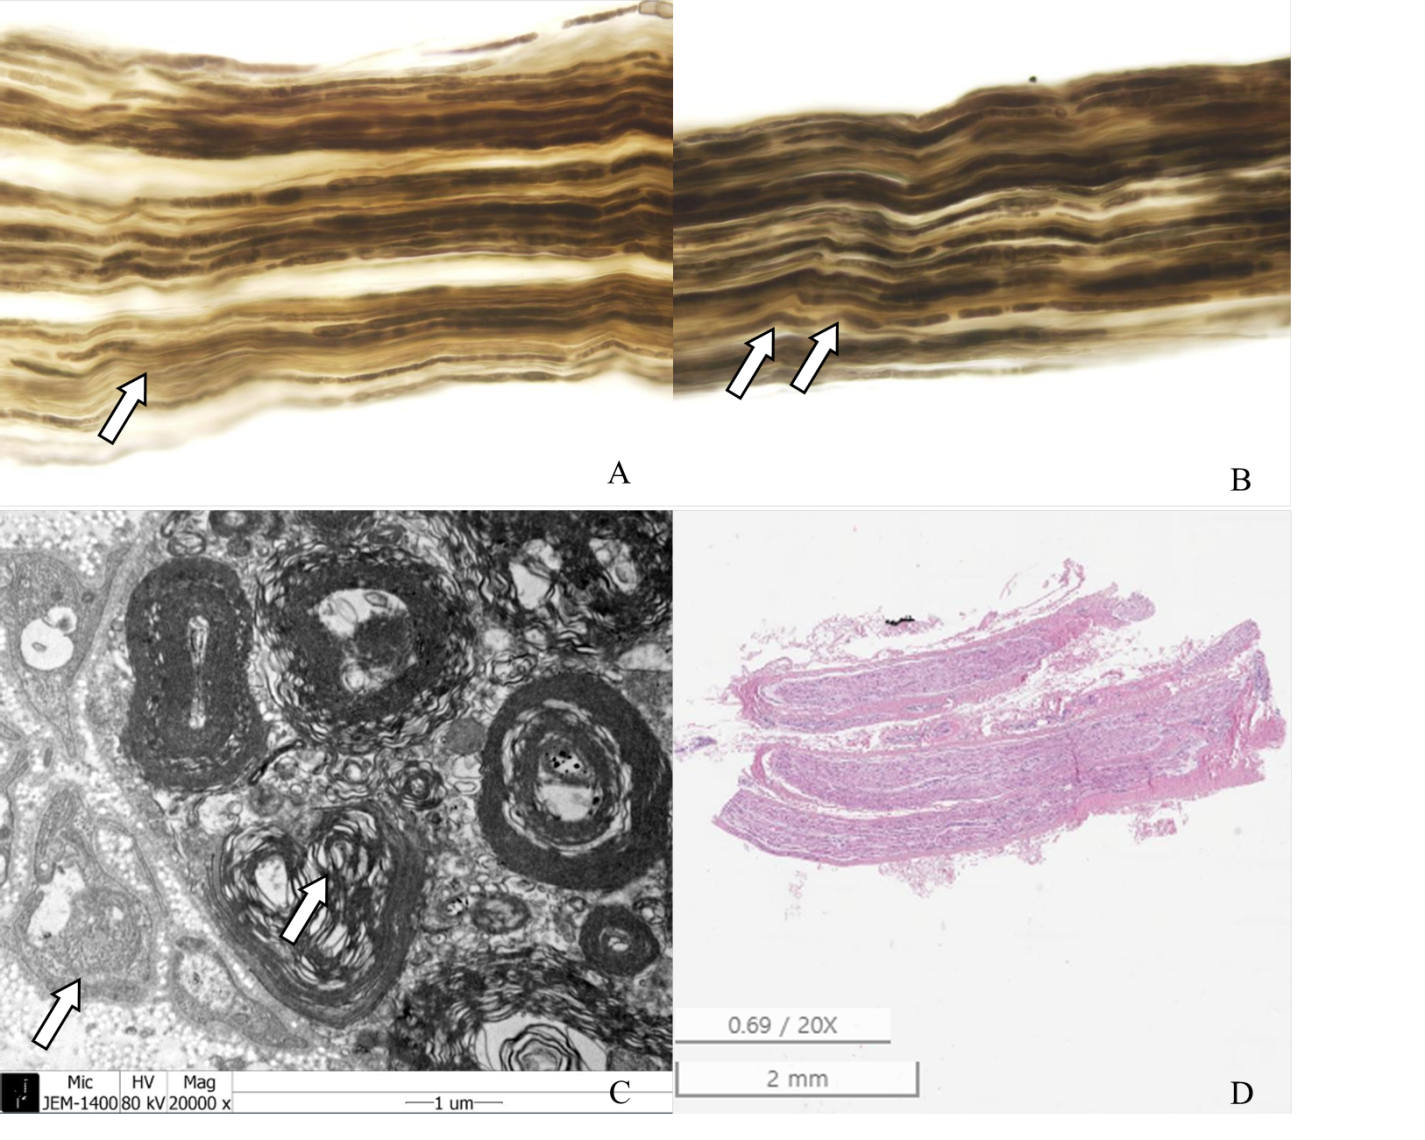 A
B
Mic HV Mag
JEM-1400 80 kV 20000 x
1 um
C
0.69 / 20X
2 mm
D